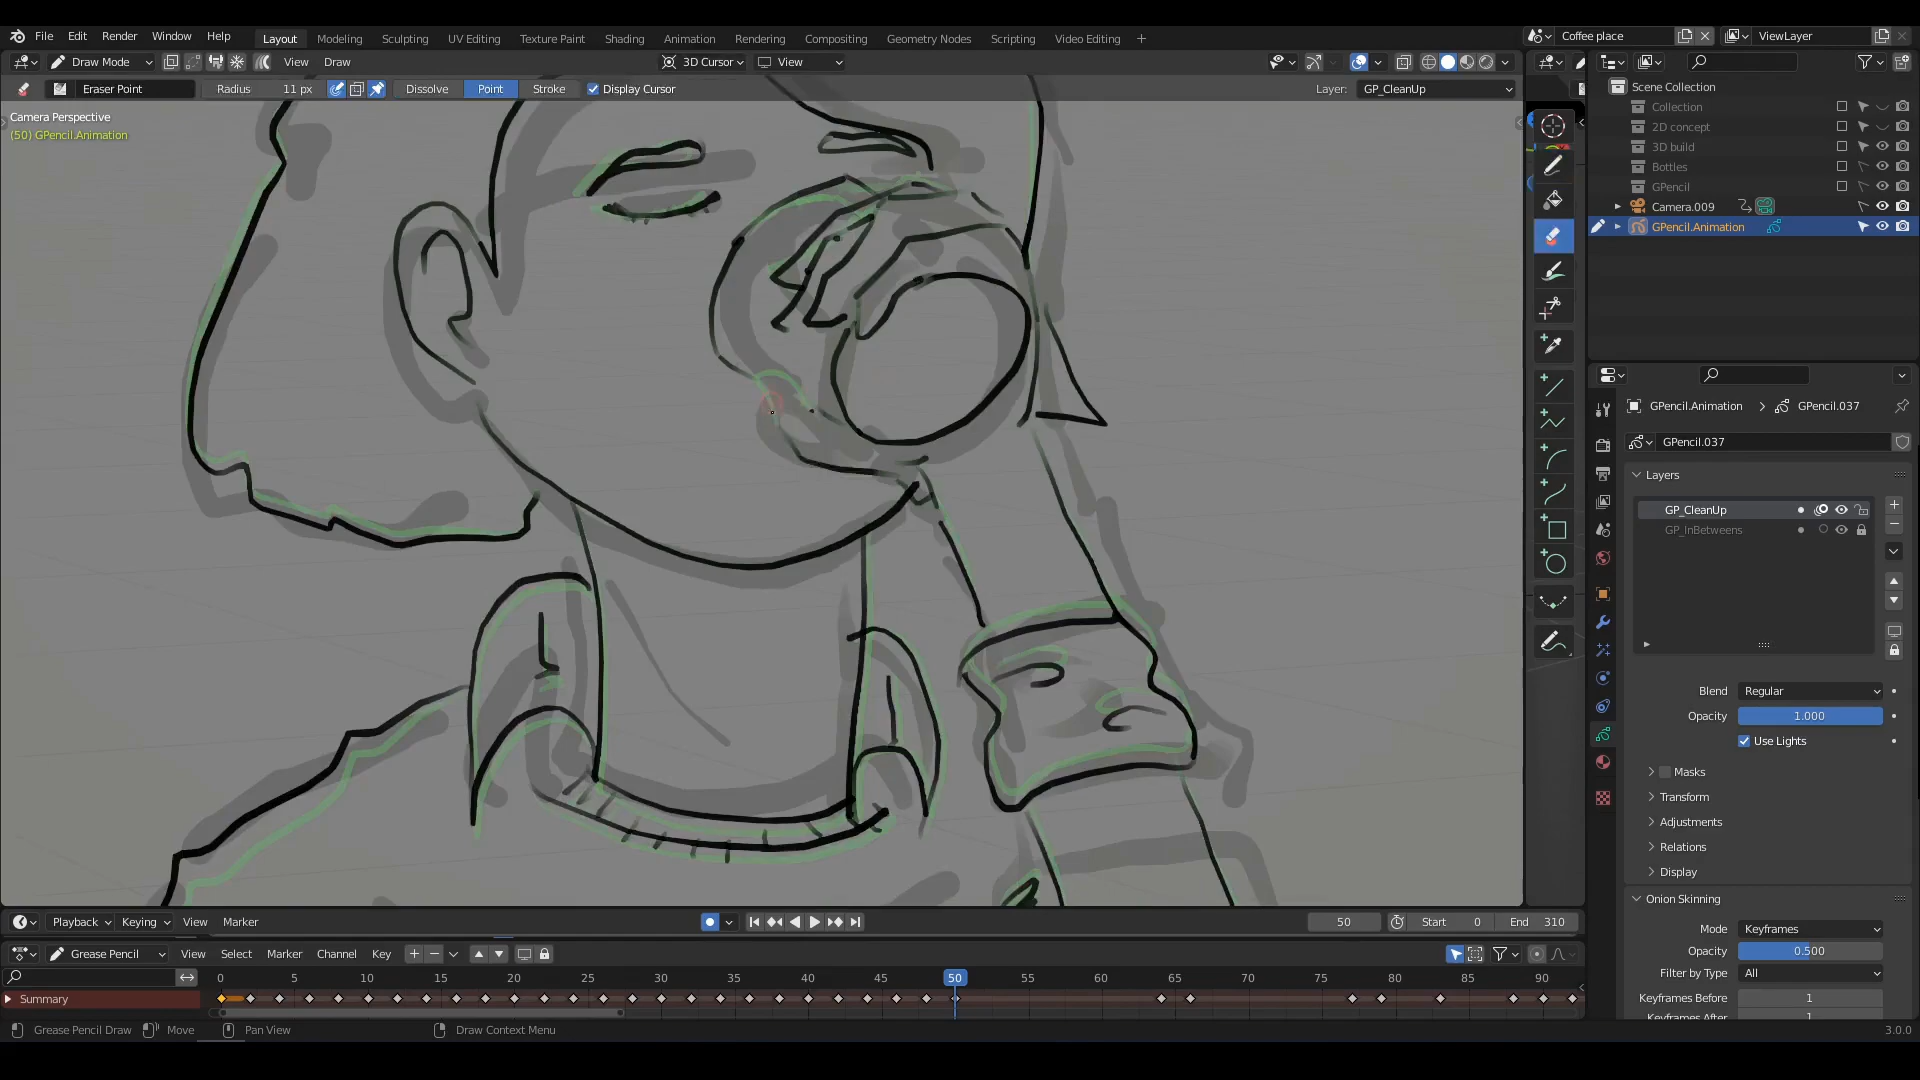 File Edit Render Window Help Layout Modeling Sculpting UV Editing Texture Paint Shading Animation Rendering Compositing Geometry Nodes Scripting Video Editing Coffee place ViewLayer
Draw Mode View Draw 3D Cursor View
Eraser Point Radius 11 px Dissolve Point Stroke Display Cursor Layer: GP_CleanUp
Camera Perspective
(50) GPencil.Animation
Scene Collection
Collection
2D concept
3D build
Bottles
GPencil
Camera.009
GPencil.Animation
GPencil.Animation GPencil.037
GPencil.037
Layers
GP_CleanUp
GP_InBetweens
Blend Regular
Opacity 1.000
Use Lights
Masks
Transform
Adjustments
Relations
Display
Onion Skinning
Mode Keyframes
Opacity 0.500
Filter by Type All
Keyframes Before 1
Keyframes After 1
Playback Keying View Marker 50 Start 0 End 310
Grease Pencil View Select Marker Channel Key
0 5 10 15 20 25 30 35 40 45 50 55 60 65 70 75 80 85 90
Summary
Grease Pencil Draw Move Pan View Draw Context Menu 3.0.0